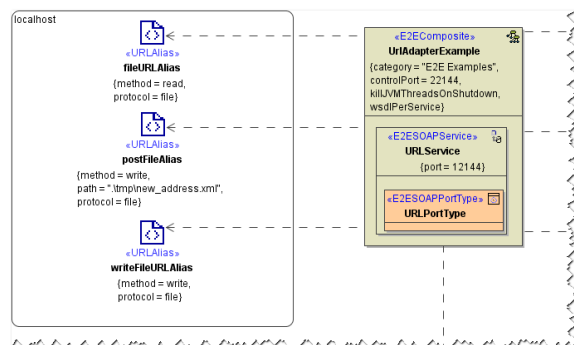 localhost
«URLAlias»
fileURLAlias
{method = read,
protocol = file}
«URLAlias»
postFileAlias
{method = write,
path = ".\tmp\new_address.xml",
protocol = file}
«URLAlias»
writeFileURLAlias
{method = write,
protocol = file}
«E2EComposite»
UrlAdapterExample
{category = "E2E Examples",
controlPort = 22144,
killJVMThreadsOnShutdown,
wsdlPerService}
«E2ESOAPService»
URLService
{port = 12144}
«E2ESOAPPortType»
URLPortType